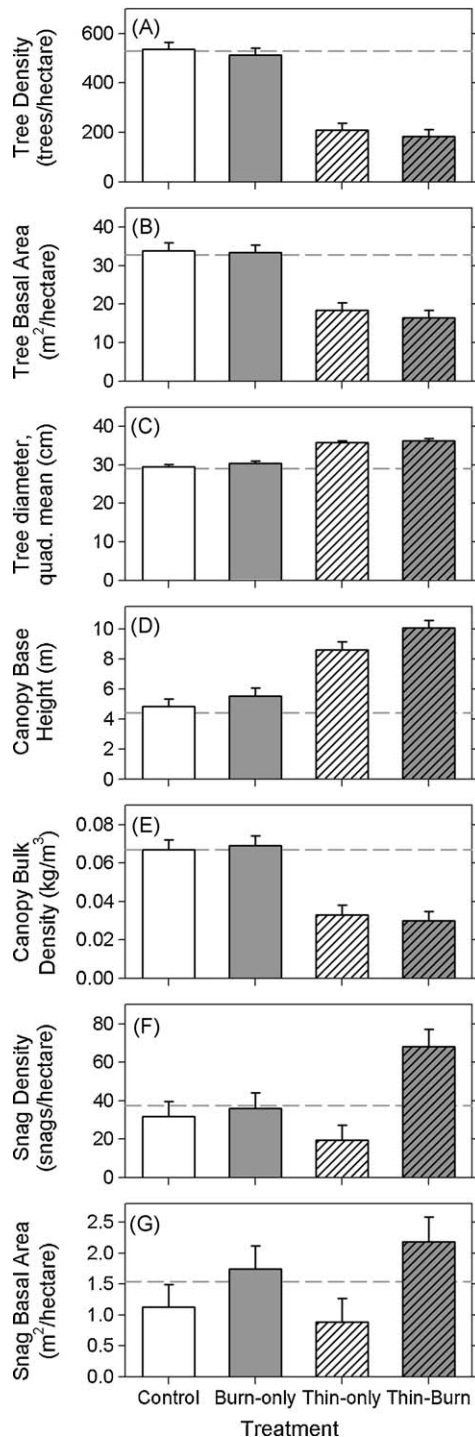 (A)
Tree Density
(trees/hectare)
600
400
200
0
(B)
Tree Basal Area
(m²/hectare)
40
30
20
10
0
(C)
Tree diameter,
quad. mean (cm)
40
30
20
10
0
(D)
Canopy Base
Height (m)
10
8
6
4
2
0
(E)
Canopy Bulk
Density (kg/m³)
0.08
0.06
0.04
0.02
0.00
(F)
Snag Density
(snags/hectare)
80
60
40
20
0
(G)
Snag Basal Area
(m²/hectare)
2.5
2.0
1.5
1.0
0.5
0.0
Control Burn-only Thin-only Thin-Burn
Treatment